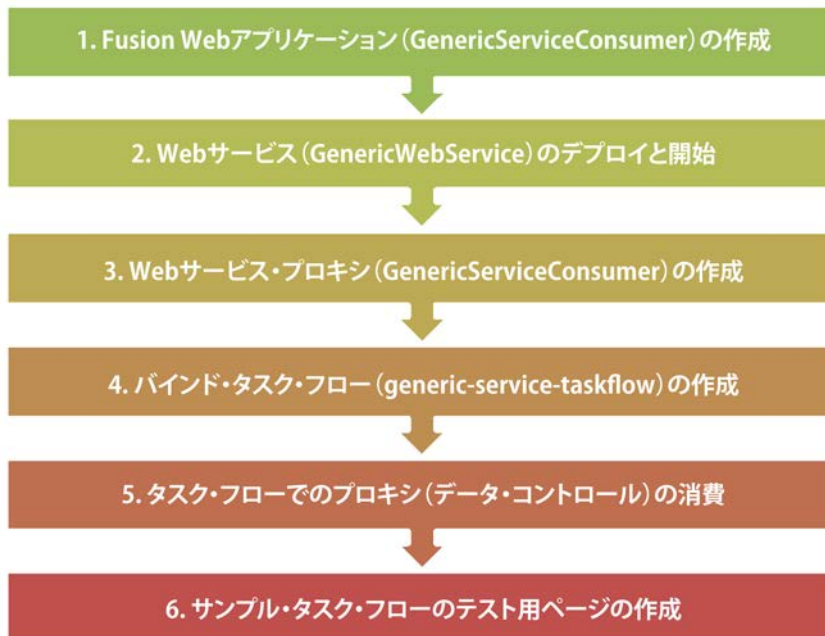 1. Fusion Webアプリケーション（GenericServiceConsumer）の作成
2. Webサービス（GenericWebService）のデプロイと開始
3. Webサービス・プロキシ（GenericServiceConsumer）の作成
4. バインド・タスク・フロー（generic-service-taskflow）の作成
5. タスク・フローでのプロキシ（データ・コントロール）の消費
6. サンプル・タスク・フローのテスト用ページの作成